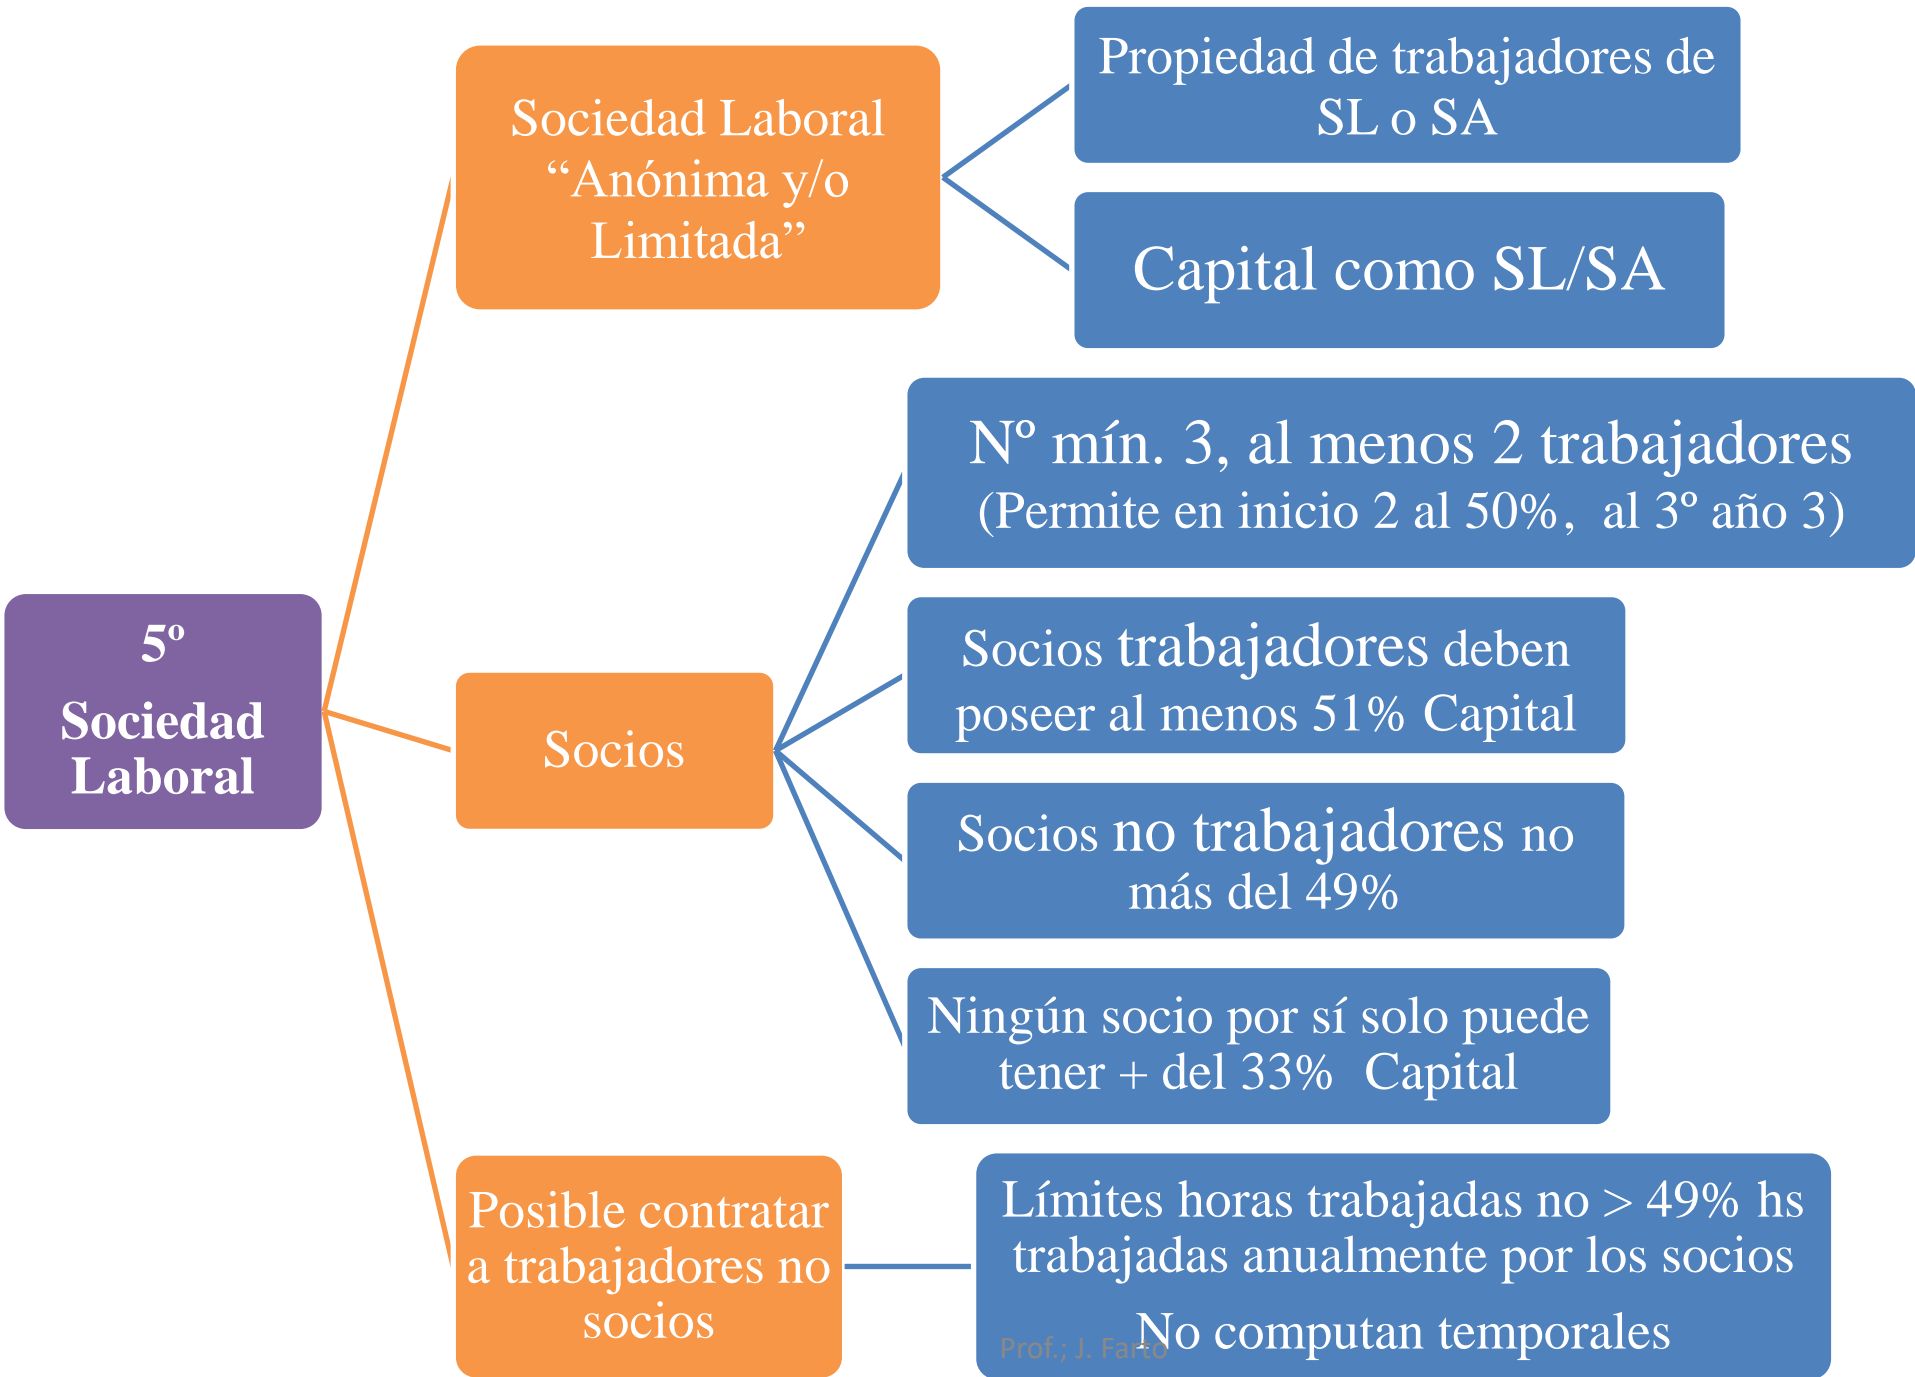 5º
Sociedad
Laboral
Sociedad Laboral
“Anónima y/o
Limitada”
Propiedad de trabajadores de
SL o SA
Capital como SL/SA
Socios
Nº mín. 3, al menos 2 trabajadores
(Permite en inicio 2 al 50%, al 3º año 3)
Socios trabajadores deben
poseer al menos 51% Capital
Socios no trabajadores no
más del 49%
Ningún socio por sí solo puede
tener + del 33% Capital
Posible contratar
a trabajadores no
socios
Límites horas trabajadas no > 49% hs
trabajadas anualmente por los socios
No computan temporales
Prof.; J. Farto